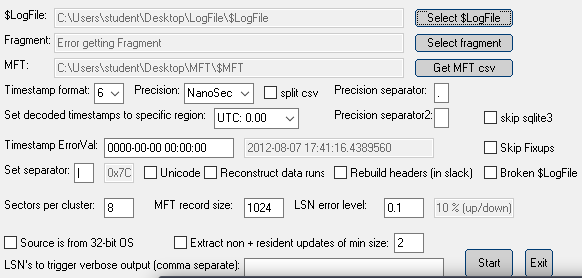 $LogFile: C:\Users\student\Desktop\LogFile\$LogFile Select $LogFile
Fragment: Error getting Fragment Select fragment
MFT: C:\Users\student\Desktop\MFT\$MFT Get MFT csv
Timestamp format: 6 Precision: NanoSec split csv Precision separator: .
Set decoded timestamps to specific region: UTC: 0.00 Precision separator2: skip sqlite3
Timestamp ErrorVal: 0000-00-00 00:00:00 2012-08-07 17:41:16.4389560 Skip Fixups
Set separator: | 0x7C Unicode Reconstruct data runs Rebuild headers (in slack) Broken $LogFile
Sectors per cluster: 8 MFT record size: 1024 LSN error level: 0.1 10 % (up/down)
Source is from 32-bit OS Extract non + resident updates of min size: 2
LSN's to trigger verbose output (comma separate): Start Exit